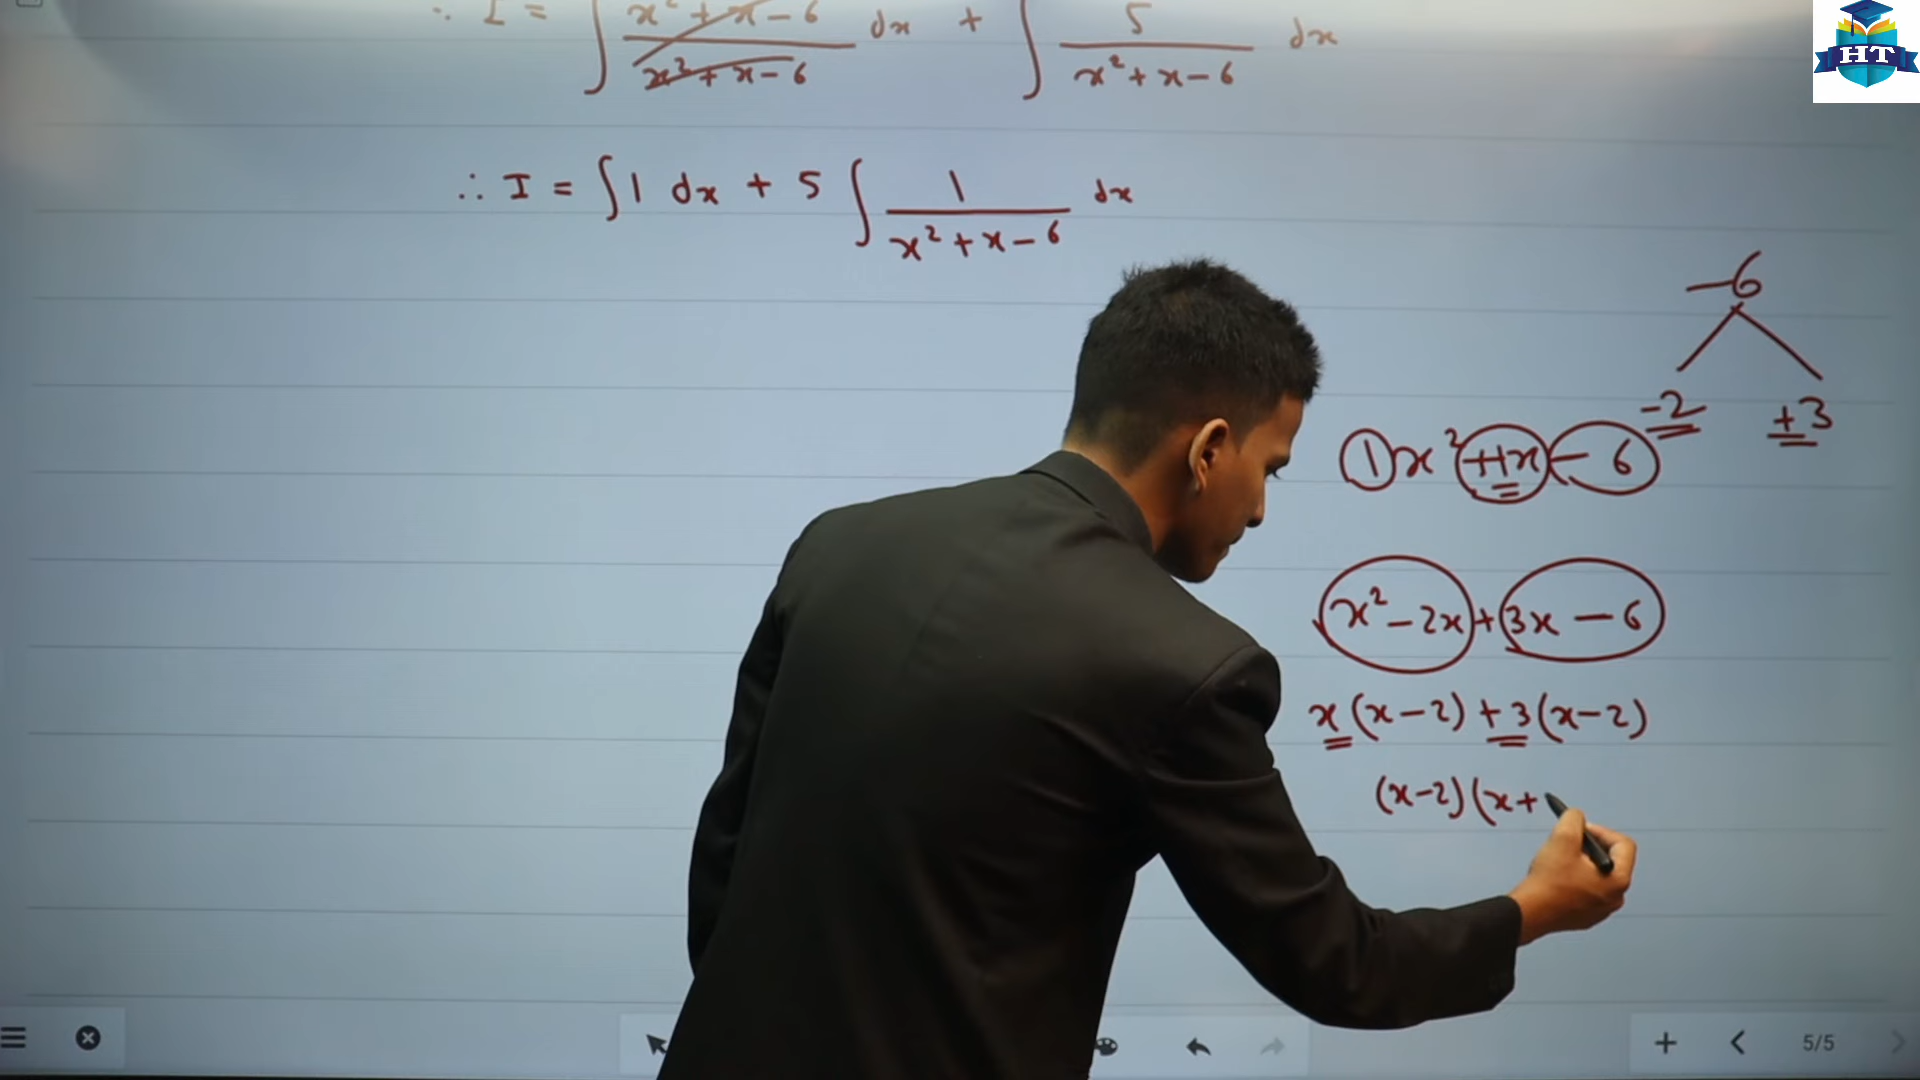 ∴ I = ∫ (x² + x − 6)/(x² + x − 6) dx + ∫ 5/(x² + x − 6) dx
∴ I = ∫ 1 dx + 5 ∫ 1/(x² + x − 6) dx
−6
−2 +3
1x² +1x − 6
x² − 2x + 3x − 6
x(x − 2) + 3(x − 2)
(x − 2)(x +
HT
5/5